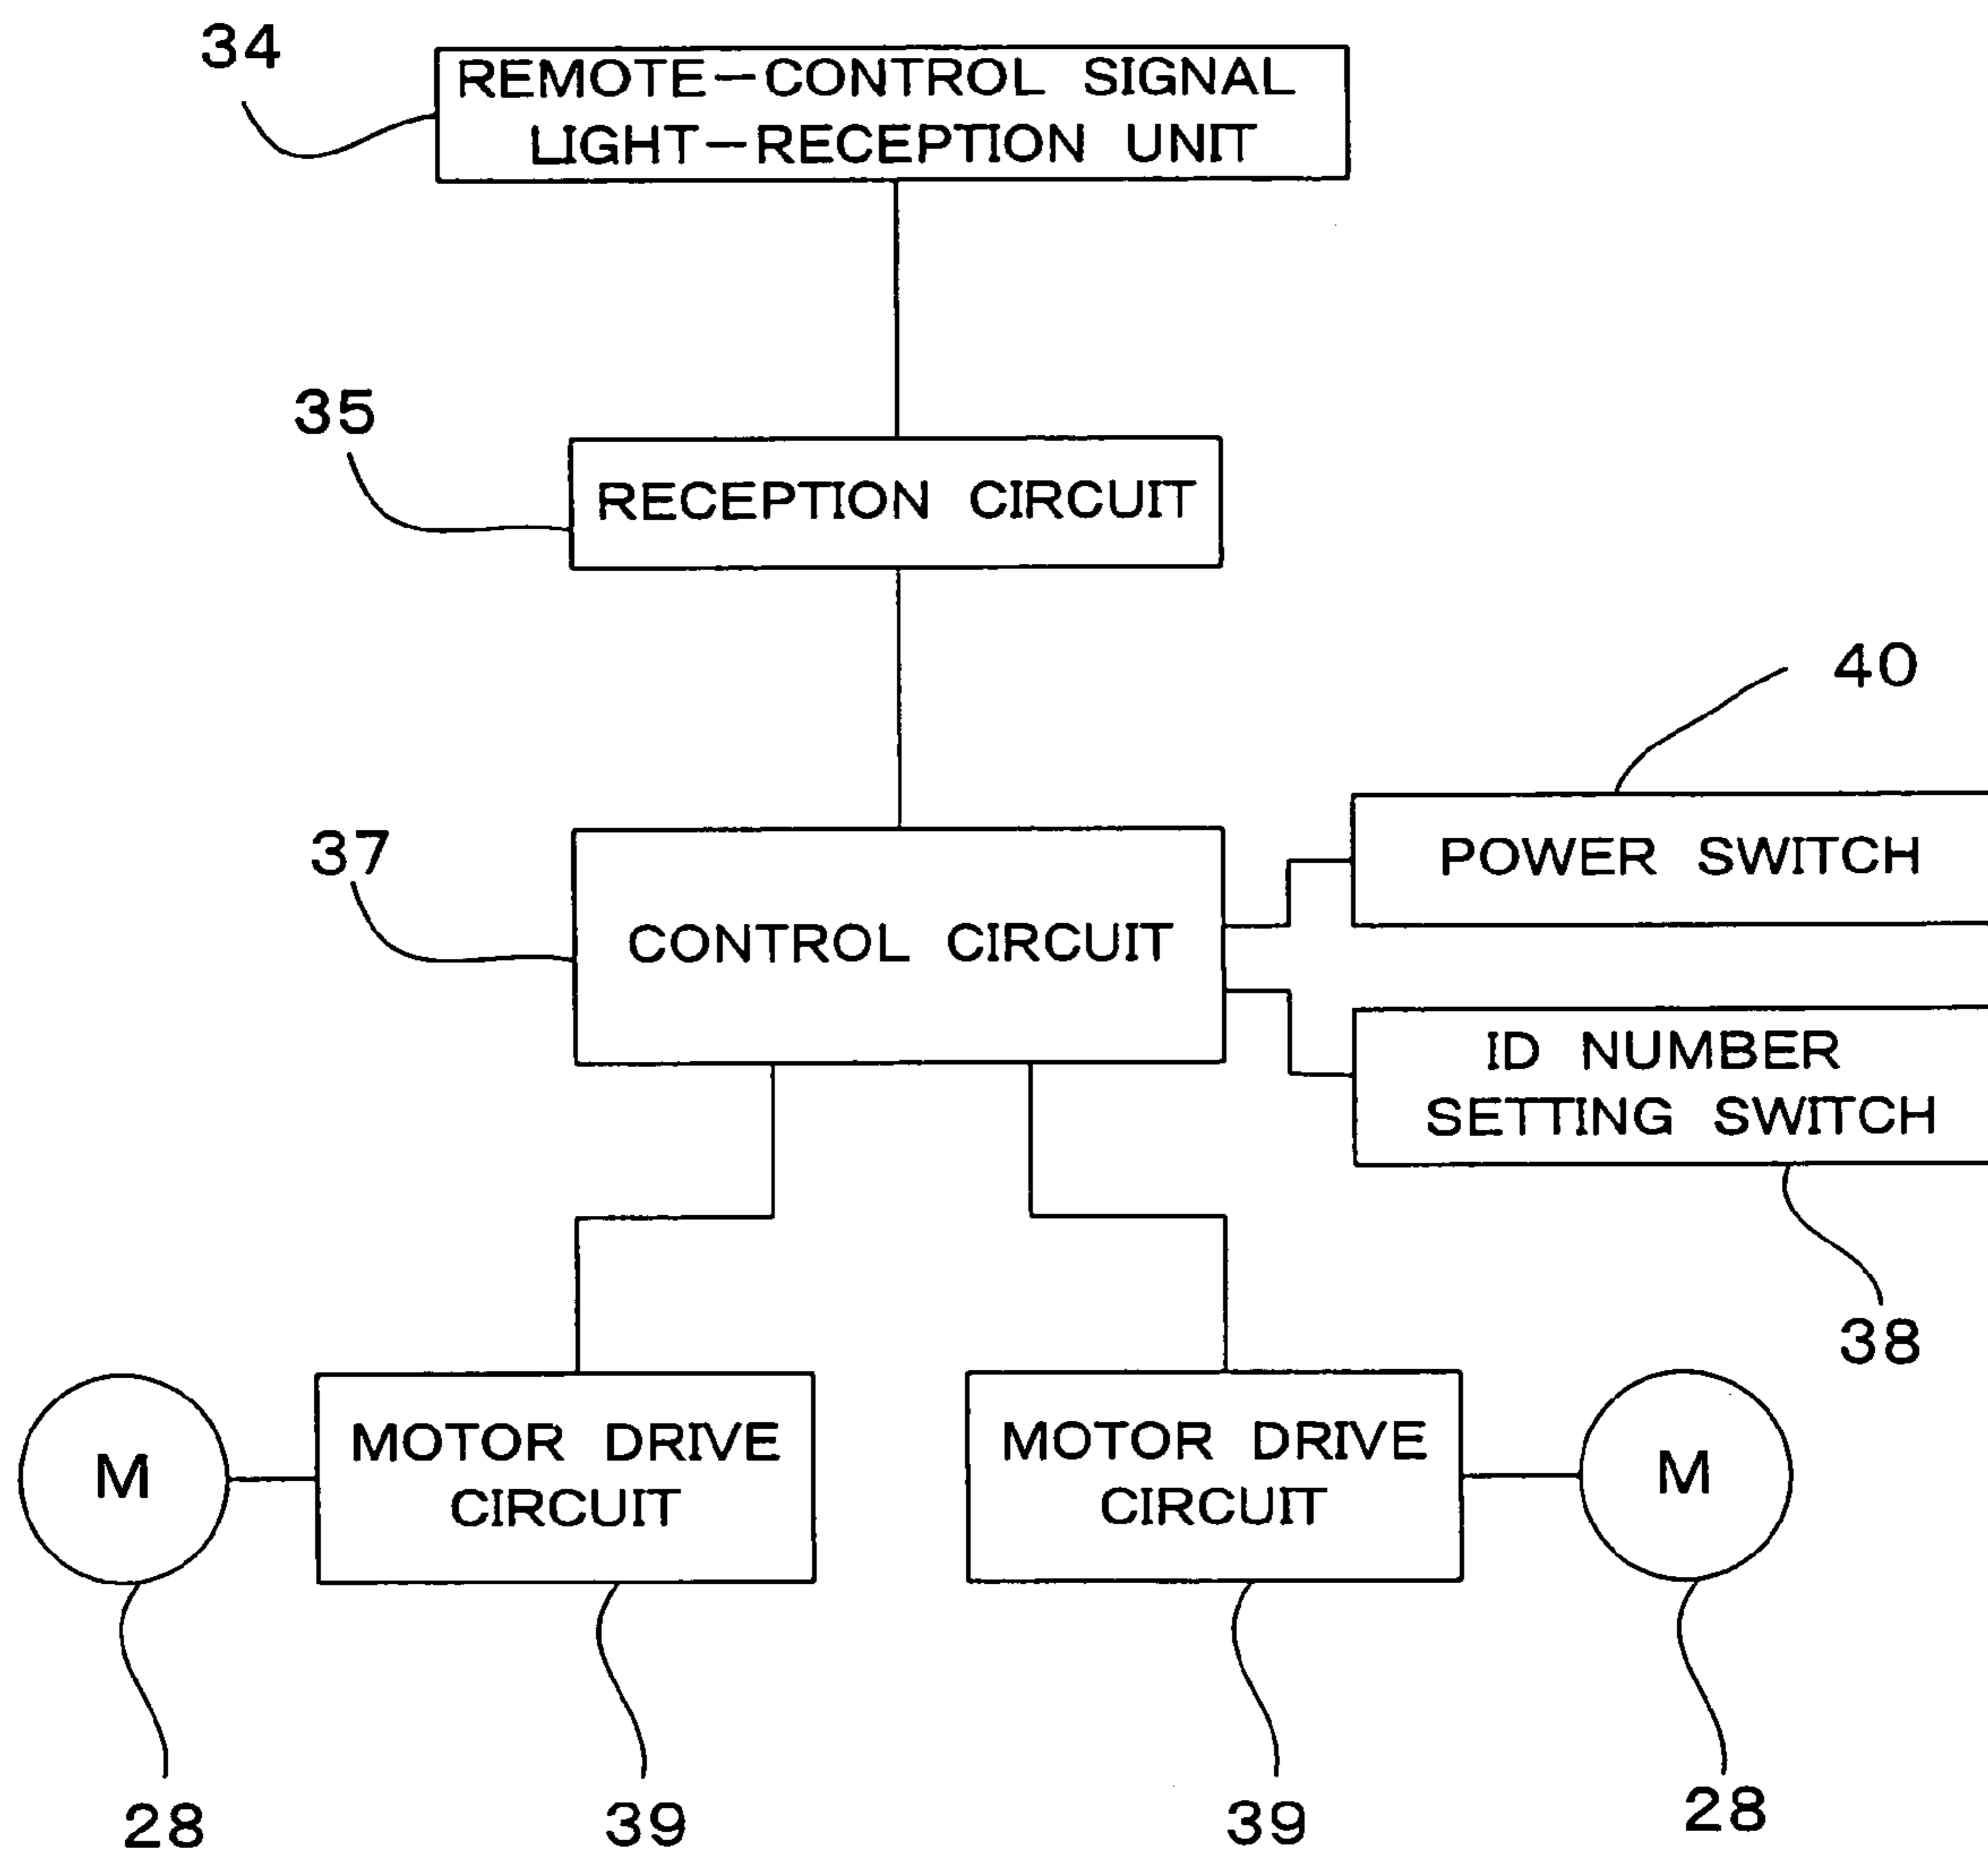 34
REMOTE-CONTROL SIGNAL
LIGHT-RECEPTION UNIT
35
RECEPTION CIRCUIT
40
POWER SWITCH
37
CONTROL CIRCUIT
ID NUMBER
SETTING SWITCH
38
M
MOTOR DRIVE
CIRCUIT
MOTOR DRIVE
CIRCUIT
M
28
39
39
28